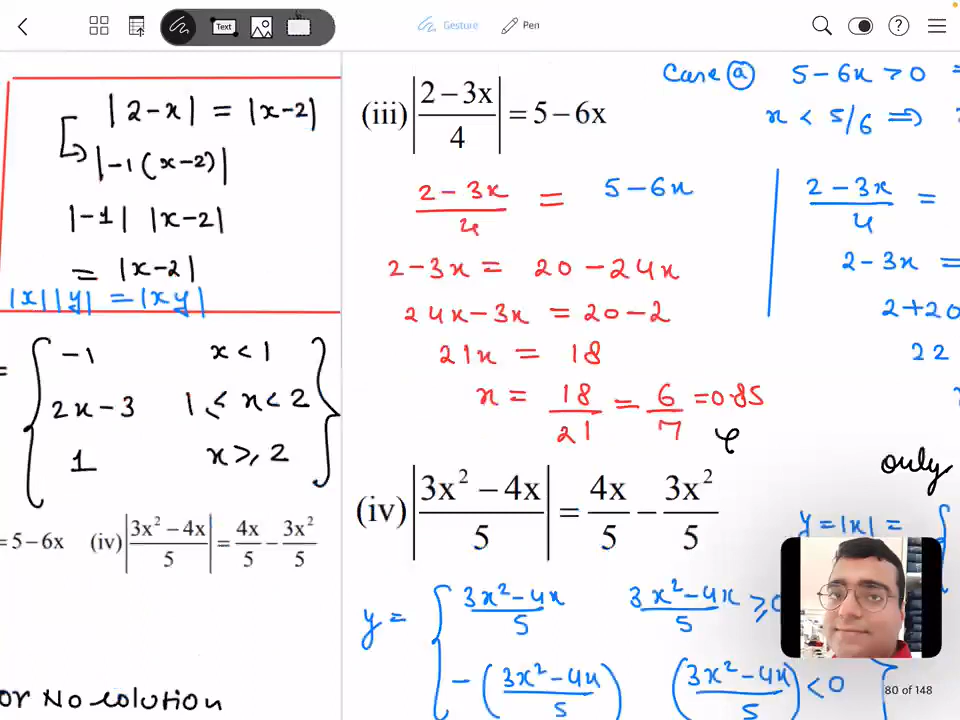 Text Gesture Pen
|2-x| = |x-2|
|-1(x-2)|
|-1| |x-2|
= |x-2|
|x||y| = |xy|
= { -1 x<1
2x-3 1≤x<2
1 x≥2 }
=5−6x (iv) |3x²−4x/5| = 4x/5 − 3x²/5
or No solution
(iii) |2−3x/4| = 5−6x
2-3x/4 = 5-6x
2-3x = 20-24x
24x-3x = 20-2
21x = 18
x = 18/21 = 6/7 = 0.85
(iv) |3x²−4x/5| = 4x/5 − 3x²/5
y = { 3x²-4x/5 3x²-4x/5 ≥0
-(3x²-4x/5) (3x²-4x/5)<0
Case (a) 5-6x>0 =
x < 5/6 ⇒
2-3x/4 =
2-3x =
2+20
22
only
y=|x|= {
80 of 148